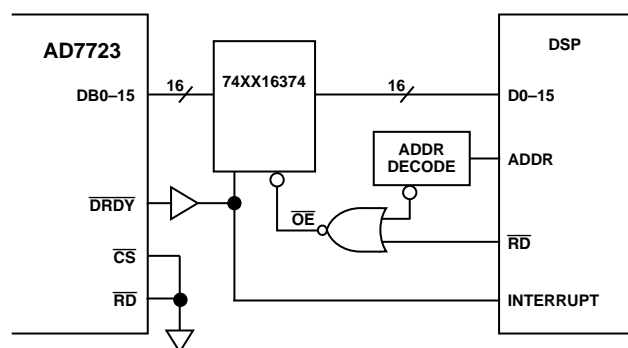 AD7723
DSP
DB0–15
16
74XX16374
16
D0–15
ADDR
DECODE
ADDR
DRDY
OE
RD
CS
RD
INTERRUPT